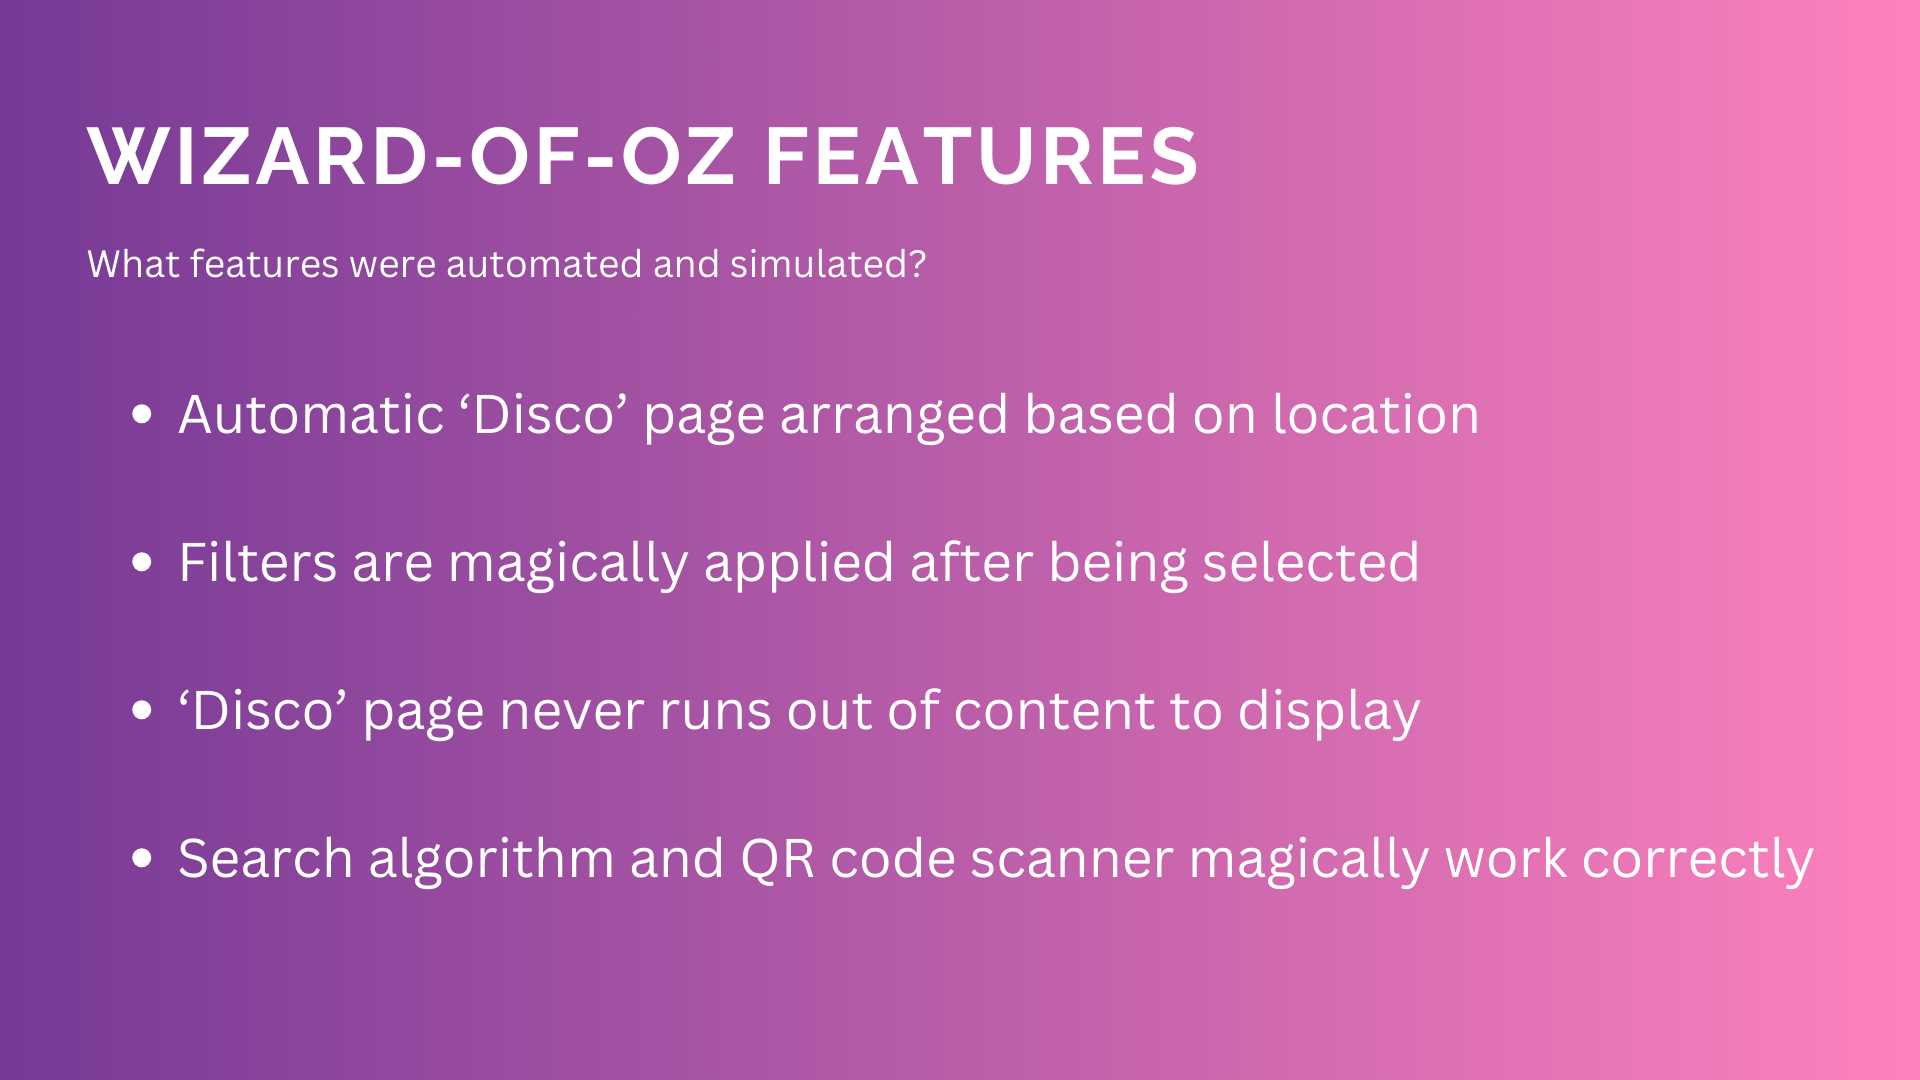 WIZARD-OF-OZ FEATURES
What features were automated and simulated?
• Automatic ‘Disco’ page arranged based on location
• Filters are magically applied after being selected
• ‘Disco’ page never runs out of content to display
• Search algorithm and QR code scanner magically work correctly